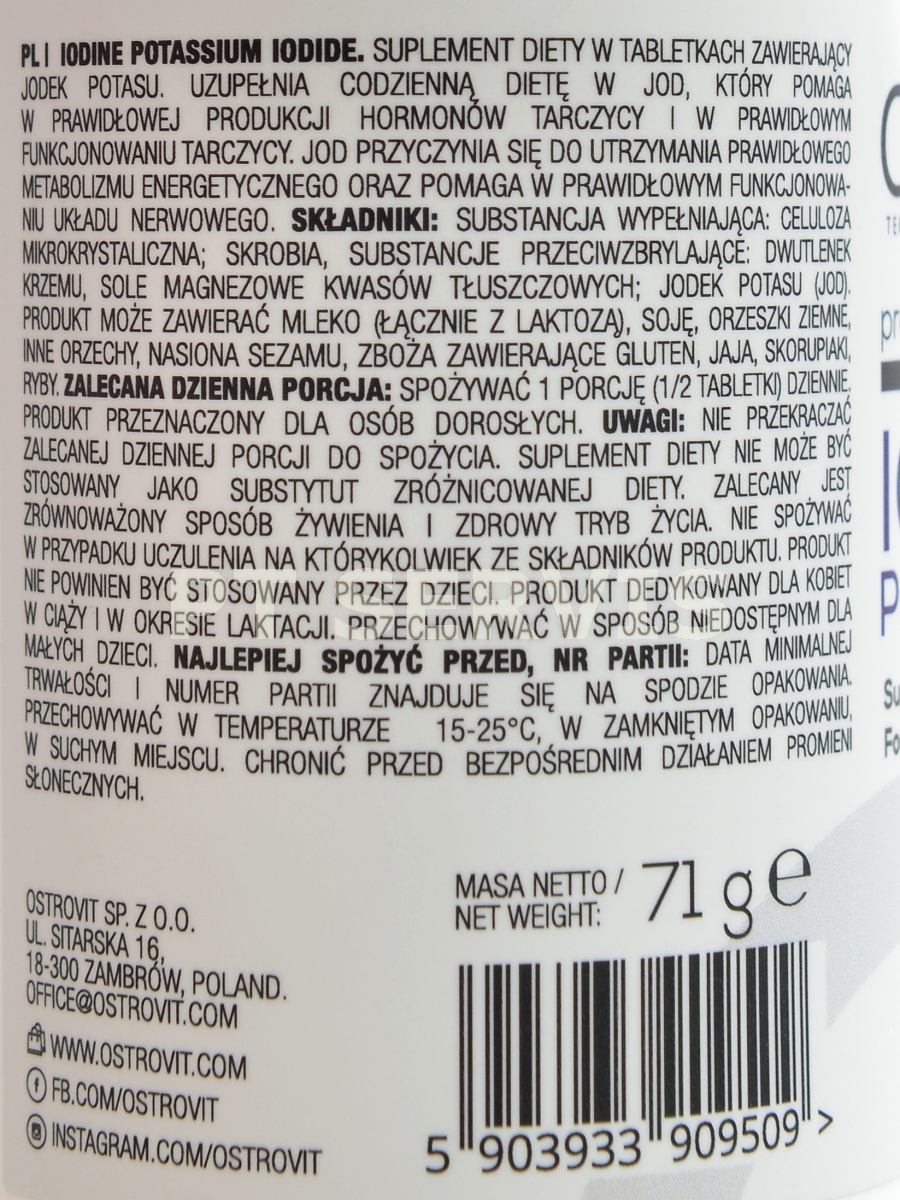 PL | IODINE POTASSIUM IODIDE. SUPLEMENT DIETY W TABLETKACH ZAWIERAJĄCY
JODEK POTASU. UZUPEŁNIA CODZIENNĄ DIETĘ W JOD, KTÓRY POMAGA
W PRAWIDŁOWEJ PRODUKCJI HORMONÓW TARCZYCY I W PRAWIDŁOWYM
FUNKCJONOWANIU TARCZYCY. JOD PRZYCZYNIA SIĘ DO UTRZYMANIA PRAWIDŁOWEGO
METABOLIZMU ENERGETYCZNEGO ORAZ POMAGA W PRAWIDŁOWYM FUNKCJONOWA-
NIU UKŁADU NERWOWEGO. SKŁADNIKI: SUBSTANCJA WYPEŁNIAJĄCA: CELULOZA
MIKROKRYSTALICZNA; SKROBIA, SUBSTANCJE PRZECIWZBRYLAJĄCE: DWUTLENEK
KRZEMU, SOLE MAGNEZOWE KWASÓW TŁUSZCZOWYCH; JODEK POTASU (JOD).
PRODUKT MOŻE ZAWIERAĆ MLEKO (ŁĄCZNIE Z LAKTOZĄ), SOJĘ, ORZESZKI ZIEMNE,
INNE ORZECHY, NASIONA SEZAMU, ZBOŻA ZAWIERAJĄCE GLUTEN, JAJA, SKORUPIAKI,
RYBY. ZALECANA DZIENNA PORCJA: SPOŻYWAĆ 1 PORCJĘ (1/2 TABLETKI) DZIENNIE.
PRODUKT PRZEZNACZONY DLA OSÓB DOROSŁYCH. UWAGI: NIE PRZEKRACZAĆ
ZALECANEJ DZIENNEJ PORCJI DO SPOŻYCIA. SUPLEMENT DIETY NIE MOŻE BYĆ
STOSOWANY JAKO SUBSTYTUT ZRÓŻNICOWANEJ DIETY. ZALECANY JEST
ZRÓWNOWAŻONY SPOSÓB ŻYWIENIA I ZDROWY TRYB ŻYCIA. NIE SPOŻYWAĆ
W PRZYPADKU UCZULENIA NA KTÓRYKOLWIEK ZE SKŁADNIKÓW PRODUKTU. PRODUKT
NIE POWINIEN BYĆ STOSOWANY PRZEZ DZIECI. PRODUKT DEDYKOWANY DLA KOBIET
W CIĄŻY I W OKRESIE LAKTACJI. PRZECHOWYWAĆ W SPOSÓB NIEDOSTĘPNYM DLA
MAŁYCH DZIECI. NAJLEPIEJ SPOŻYĆ PRZED, NR PARTII: DATA MINIMALNEJ
TRWAŁOŚCI I NUMER PARTII ZNAJDUJE SIĘ NA SPODZIE OPAKOWANIA.
PRZECHOWYWAĆ W TEMPERATURZE 15-25°C, W ZAMKNIĘTYM OPAKOWANIU,
W SUCHYM MIEJSCU. CHRONIĆ PRZED BEZPOŚREDNIM DZIAŁANIEM PROMIENI
SŁONECZNYCH.
OSTROVIT SP. Z O.O.
UL. SITARSKA 16,
18-300 ZAMBRÓW, POLAND.
OFFICE@OSTROVIT.COM
WWW.OSTROVIT.COM
FB.COM/OSTROVIT
INSTAGRAM.COM/OSTROVIT
MASA NETTO /
NET WEIGHT: 71 g e
5 903933 909509 >